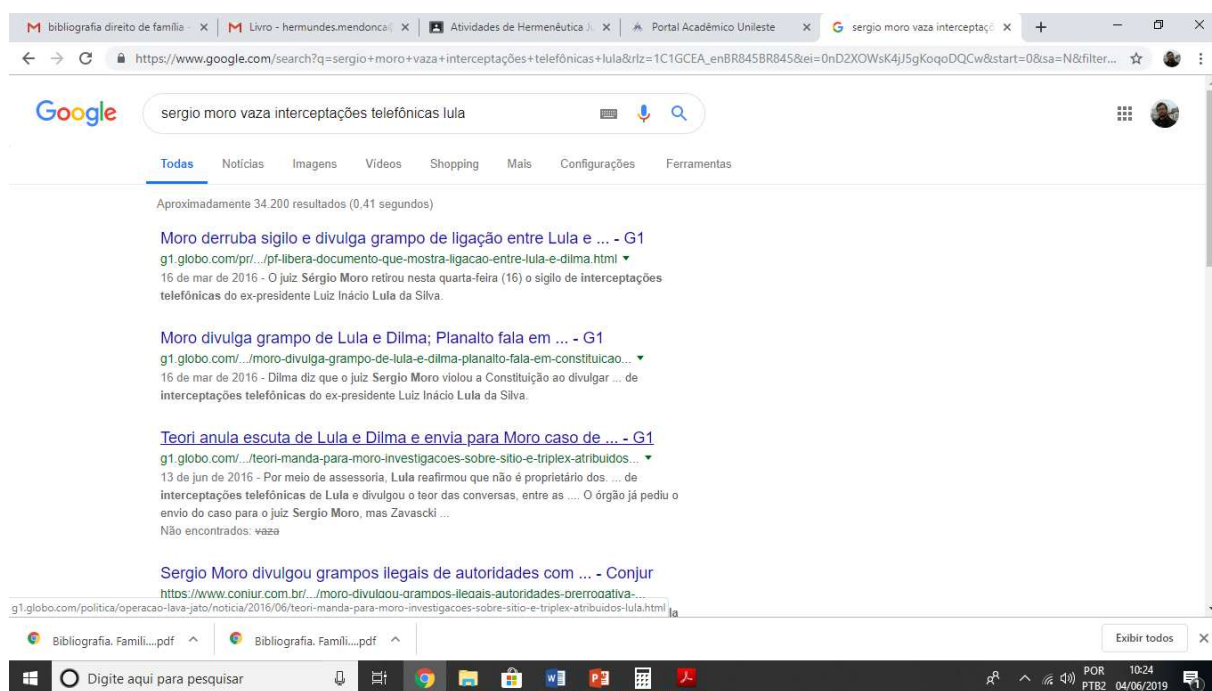 bibliografia direito de família -
Livro - hermundes.mendonca
Atividades de Hermenêutica
Portal Acadêmico Unileste
sergio moro vaza interceptaç
https://www.google.com/search?q=sergio+moro+vaza+interceptações+telefônicas+lula&rlz=1C1GCEA_enBR845BR845&ei=0nD2XOWsK4jJ5gKoqoDQCw&start=0&sa=N&filter...
Google
sergio moro vaza interceptações telefônicas lula
Todas Notícias Imagens Vídeos Shopping Mais Configurações Ferramentas
Aproximadamente 34.200 resultados (0,41 segundos)
Moro derruba sigilo e divulga grampo de ligação entre Lula e ... - G1
g1.globo.com/pr/.../pf-libera-documento-que-mostra-ligacao-entre-lula-e-dilma.html
16 de mar de 2016 - O juiz Sérgio Moro retirou nesta quarta-feira (16) o sigilo de interceptações
telefônicas do ex-presidente Luiz Inácio Lula da Silva.
Moro divulga grampo de Lula e Dilma; Planalto fala em ... - G1
g1.globo.com/.../moro-divulga-grampo-de-lula-e-dilma-planalto-fala-em-constituicao...
16 de mar de 2016 - Dilma diz que o juiz Sergio Moro violou a Constituição ao divulgar ... de
interceptações telefônicas do ex-presidente Luiz Inácio Lula da Silva.
Teori anula escuta de Lula e Dilma e envia para Moro caso de ... - G1
g1.globo.com/.../teori-manda-para-moro-investigacoes-sobre-sitio-e-triplex-atribuidos...
13 de jun de 2016 - Por meio de assessoria, Lula reafirmou que não é proprietário dos. ... de
interceptações telefônicas de Lula e divulgou o teor das conversas, entre as .... O órgão já pediu o
envio do caso para o juiz Sergio Moro, mas Zavascki ...
Não encontrados: vaza
Sergio Moro divulgou grampos ilegais de autoridades com ... - Conjur
https://www.conjur.com.br/.../moro-divulgou-grampos-ilegais-autoridades-prerrogativa-...
g1.globo.com/politica/operacao-lava-jato/noticia/2016/06/teori-manda-para-moro-investigacoes-sobre-sitio-e-triplex-atribuidos-lula.html
Bibliografia. Famili....pdf
Bibliografia. Famíli....pdf
Exibir todos
Digite aqui para pesquisar
POR 10:24
PTB2 04/06/2019